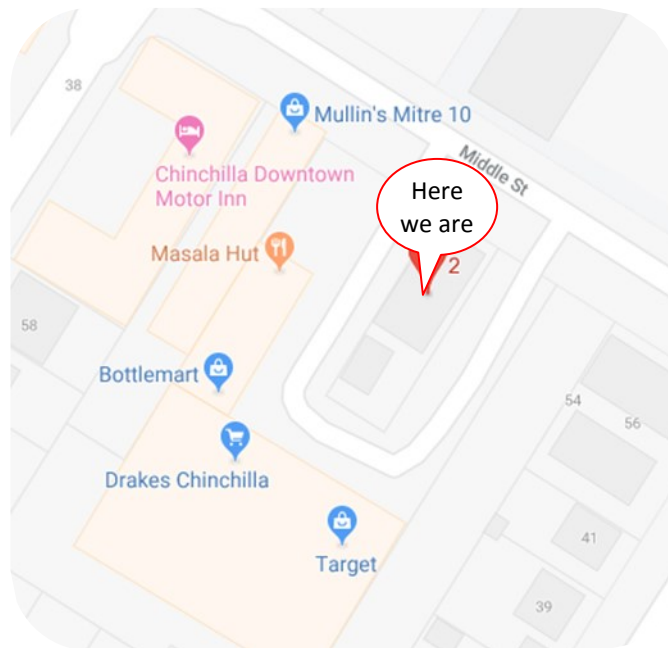 38
Mullin's Mitre 10
Middle St
Chinchilla Downtown
Motor Inn
Here
we are
Masala Hut
2
58
Bottlemart
54
56
Drakes Chinchilla
41
Target
39